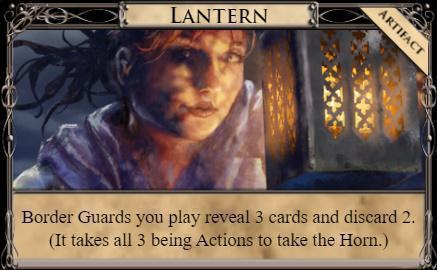 LANTERN
ARTIFACT
Border Guards you play reveal 3 cards and discard 2.
(It takes all 3 being Actions to take the Horn.)